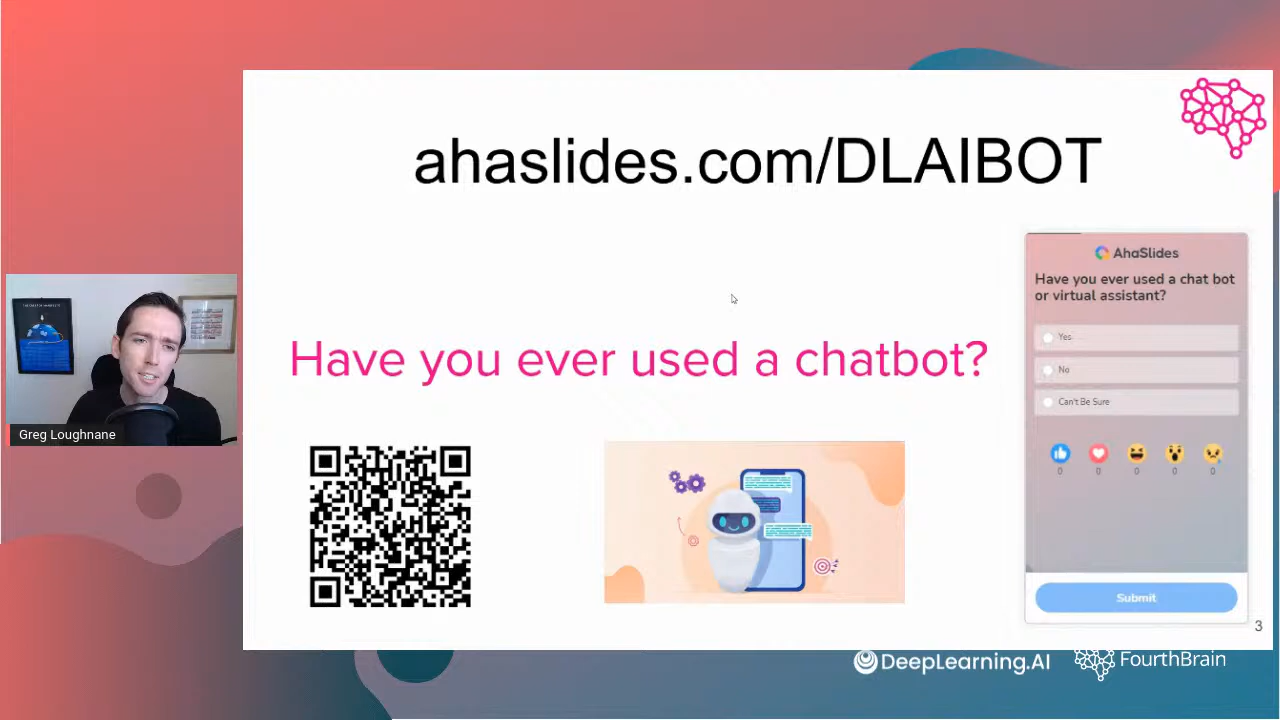 ahaslides.com/DLAIBOT
Have you ever used a chatbot?
AhaSlides
Have you ever used a chat bot
or virtual assistant?
Yes
No
Can't Be Sure
0 0 0 0 0
Submit
3
Greg Loughnane
DeepLearning.AI
FourthBrain